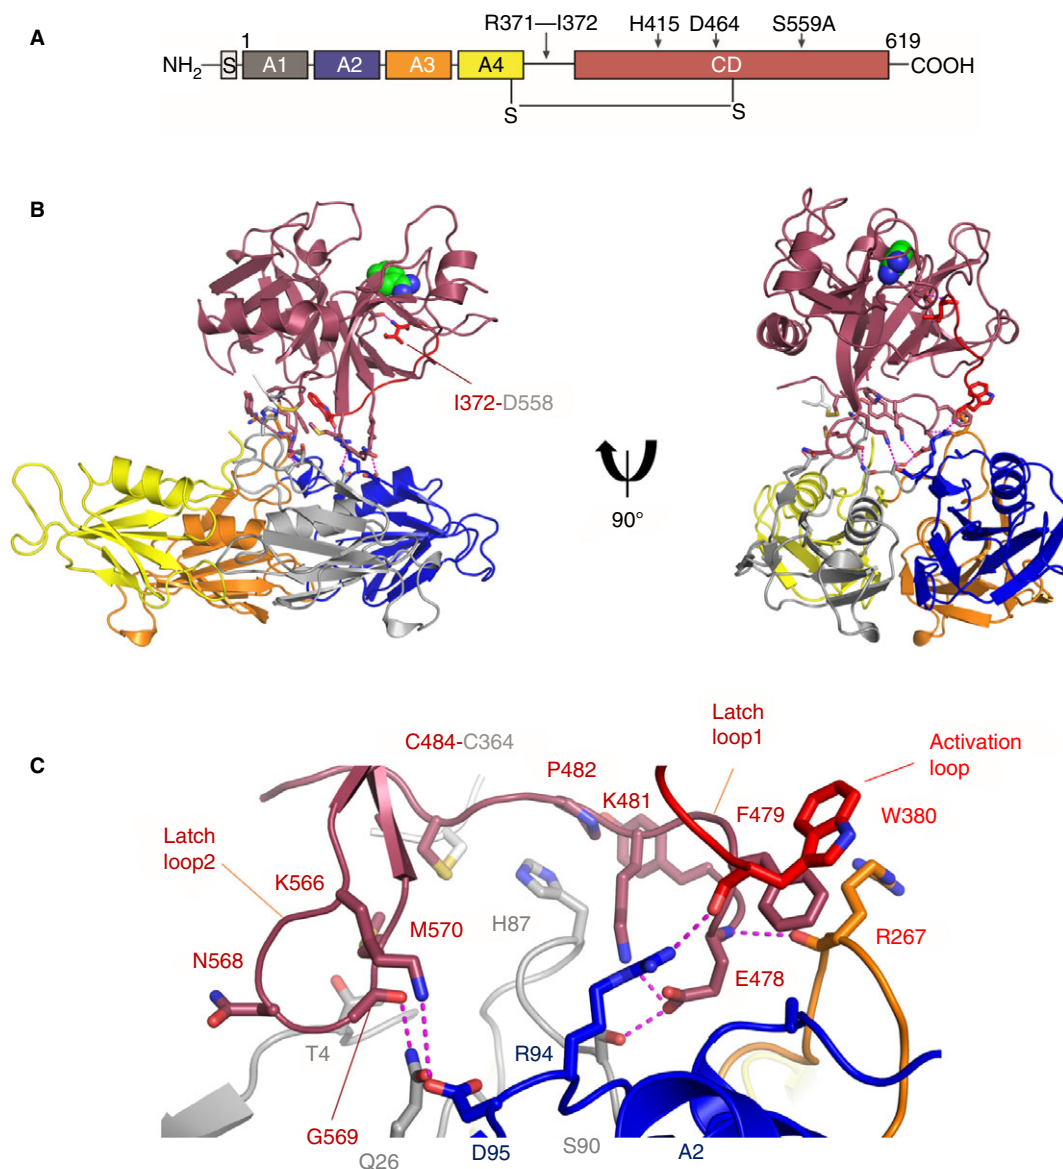 A
R371—I372
H415
D464
S559A
1
619
NH2
S
A1
A2
A3
A4
CD
COOH
S
S
B
I372-D558
90°
C
C484-C364
Latch
loop1
Activation
loop
P482
K481
F479
W380
Latch
loop2
K566
M570
H87
R267
N568
E478
T4
R94
G569
Q26
D95
S90
A2